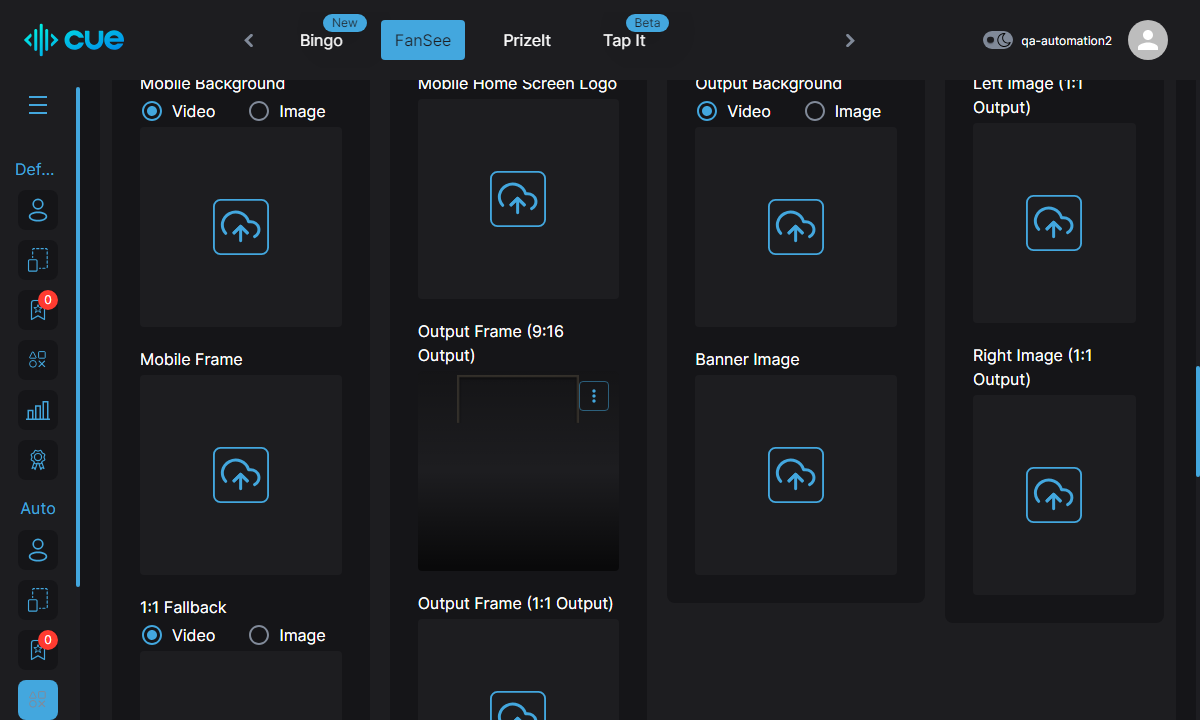 cue
New
Bingo
FanSee
PrizeIt
Beta
Tap It
qa-automation2
Def...
0
Auto
0
Mobile Background
Video
Image
Mobile Frame
1:1 Fallback
Video
Image
Mobile Home Screen Logo
Output Frame (9:16
Output)
Output Frame (1:1 Output)
Output Background
Video
Image
Banner Image
Left Image (1:1
Output)
Right Image (1:1
Output)